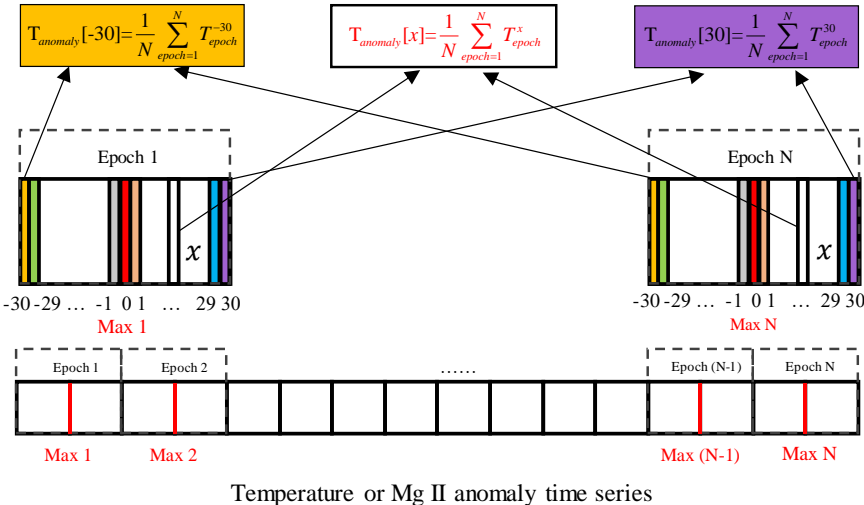 T_anomaly[-30]=1/N ∑_{epoch=1}^{N} T_epoch^{-30}
T_anomaly[x]=1/N ∑_{epoch=1}^{N} T_epoch^{x}
T_anomaly[30]=1/N ∑_{epoch=1}^{N} T_epoch^{30}
Epoch 1
Epoch N
x
x
-30 -29 … -1 0 1 … 29 30
-30 -29 … -1 0 1 … 29 30
Max 1
Max N
Epoch 1
Epoch 2
……
Epoch (N-1)
Epoch N
Max 1
Max 2
Max (N-1)
Max N
Temperature or Mg II anomaly time series